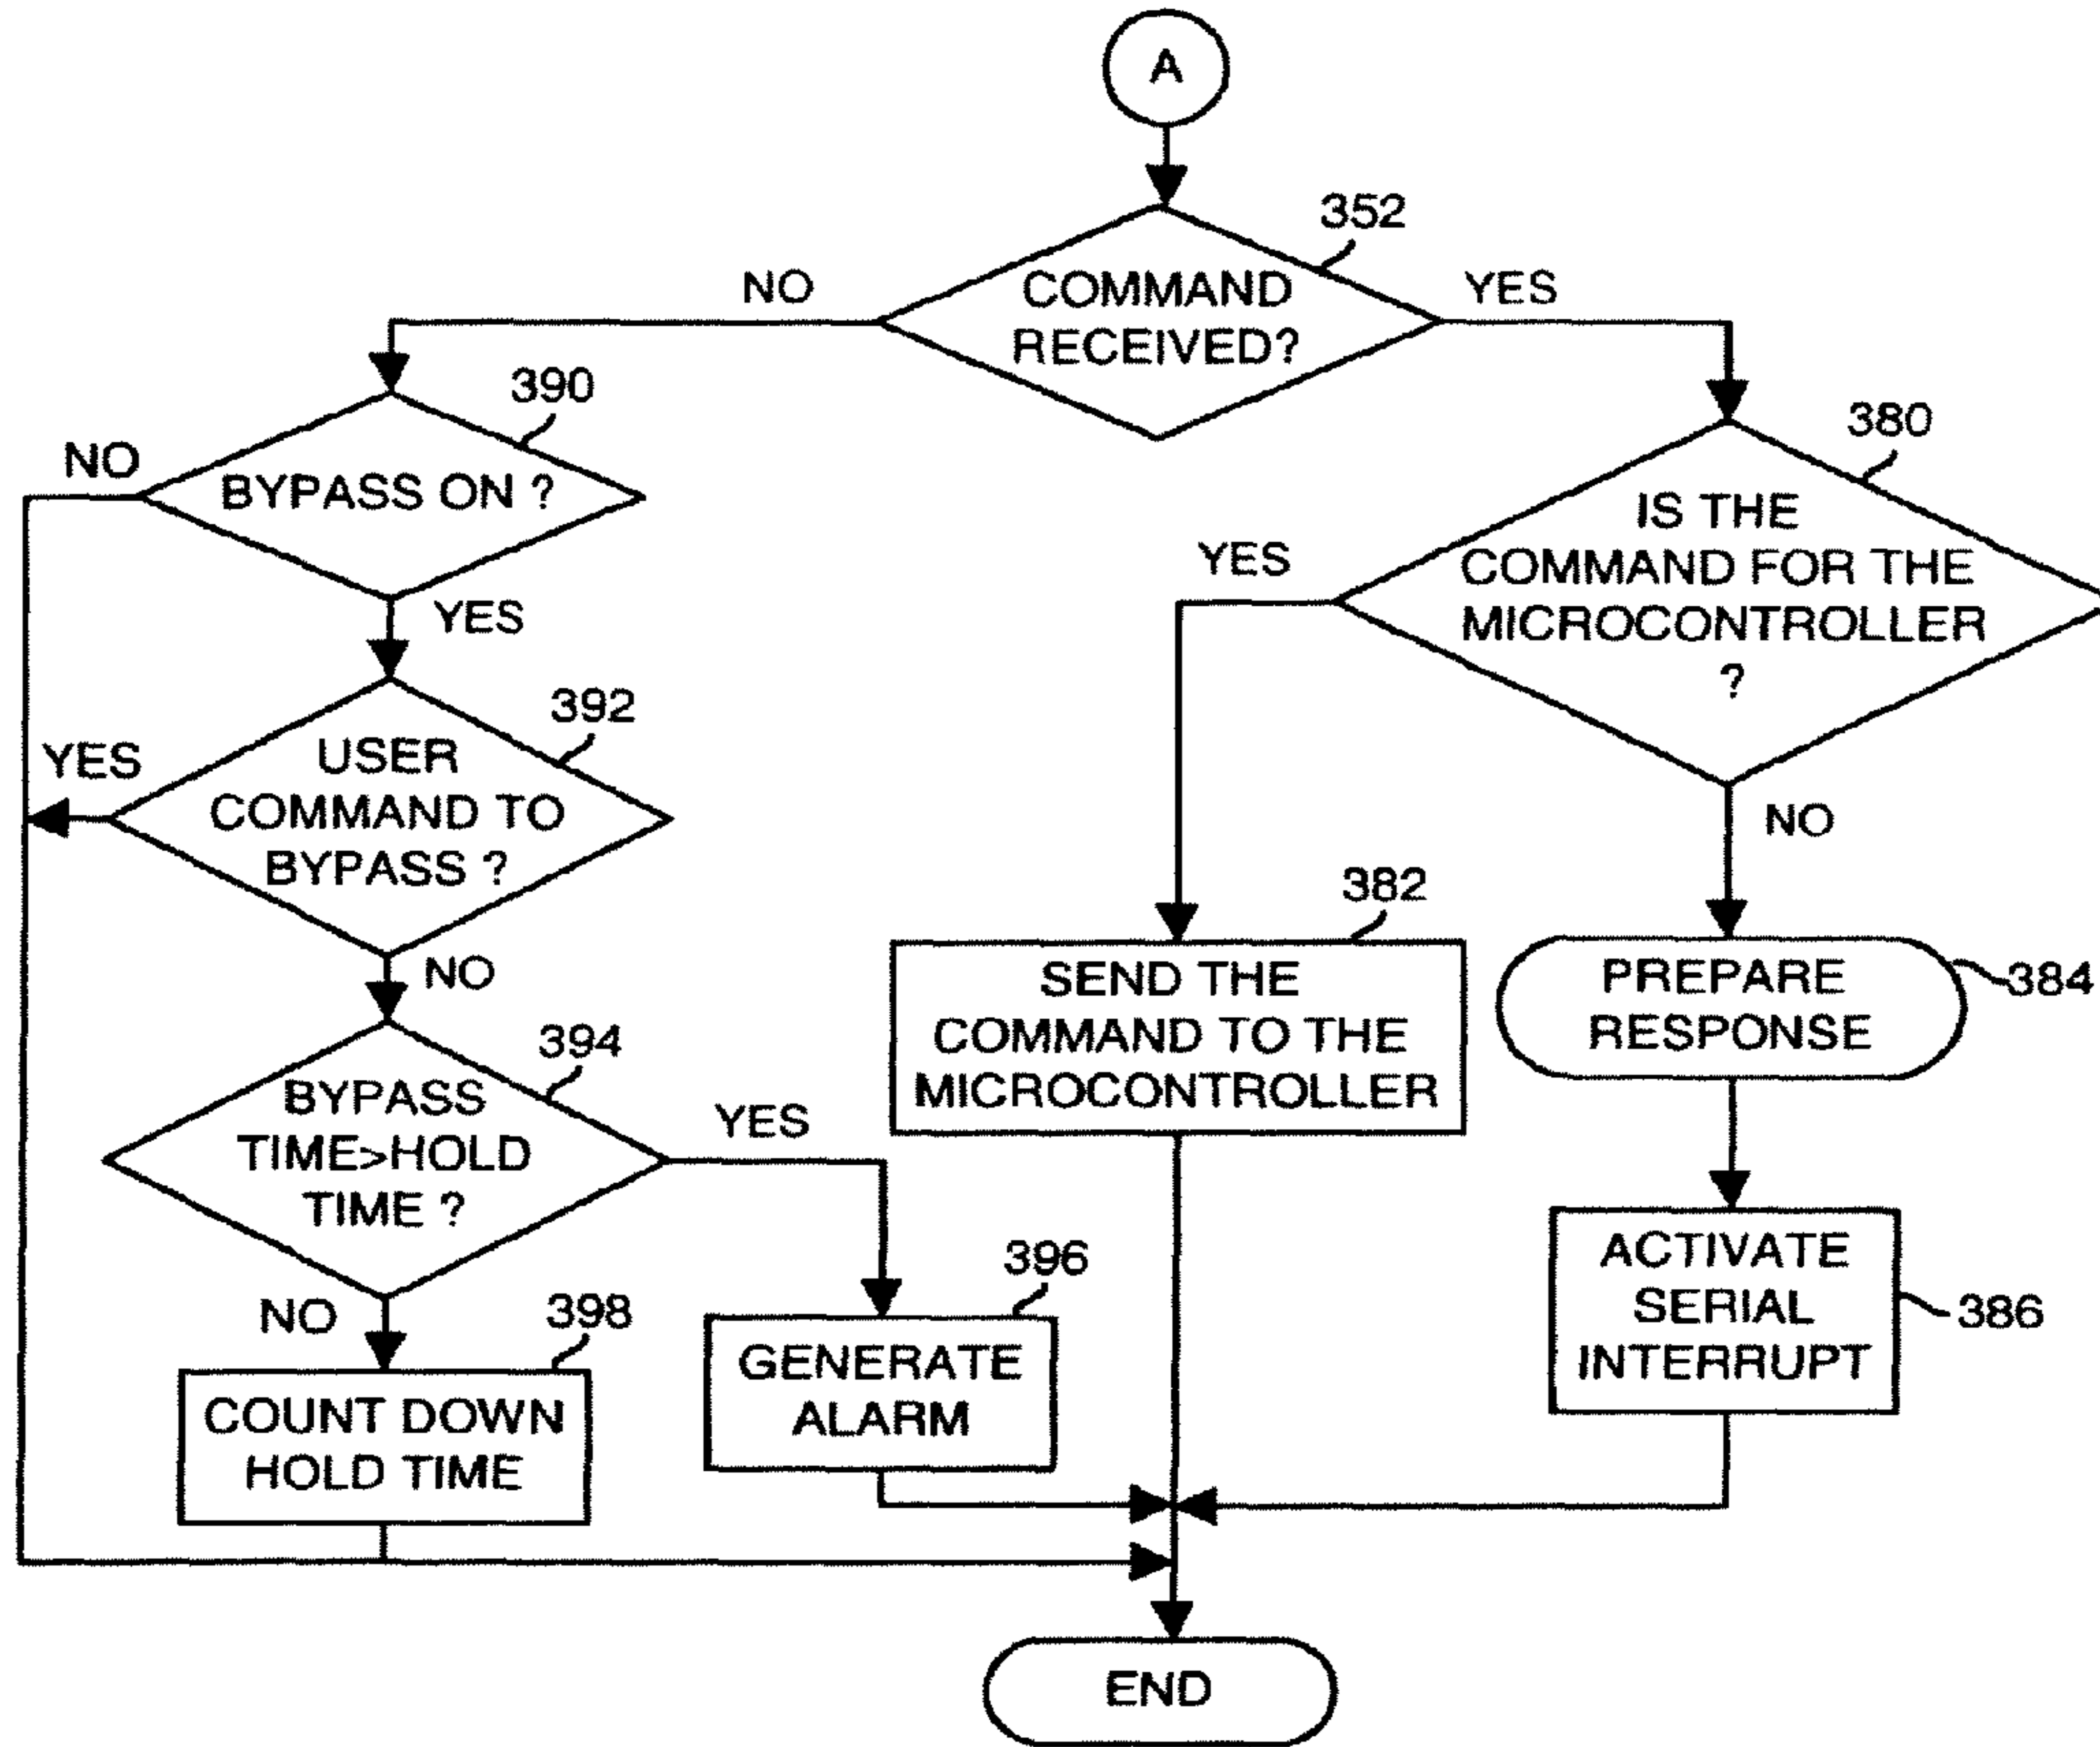 A
352
COMMAND
RECEIVED?
NO
YES
390
BYPASS ON ?
NO
YES
380
IS THE
COMMAND FOR THE
MICROCONTROLLER
?
YES
NO
392
USER
COMMAND TO
BYPASS ?
YES
NO
382
SEND THE
COMMAND TO THE
MICROCONTROLLER
384
PREPARE
RESPONSE
394
BYPASS
TIME>HOLD
TIME ?
YES
NO
386
ACTIVATE
SERIAL
INTERRUPT
396
GENERATE
ALARM
398
COUNT DOWN
HOLD TIME
END